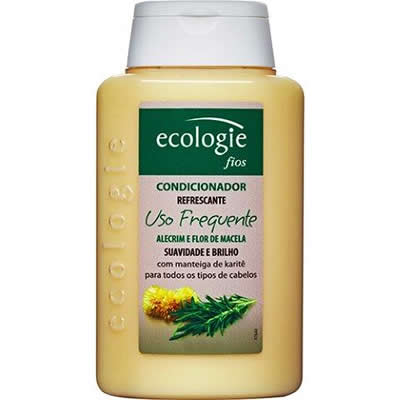 ecologie
ecologie
fios
CONDICIONADOR
REFRESCANTE
Uso Frequente
ALECRIM E FLOR DE MACELA
SUAVIDADE E BRILHO
com manteiga de karitê
para todos os tipos de cabelos